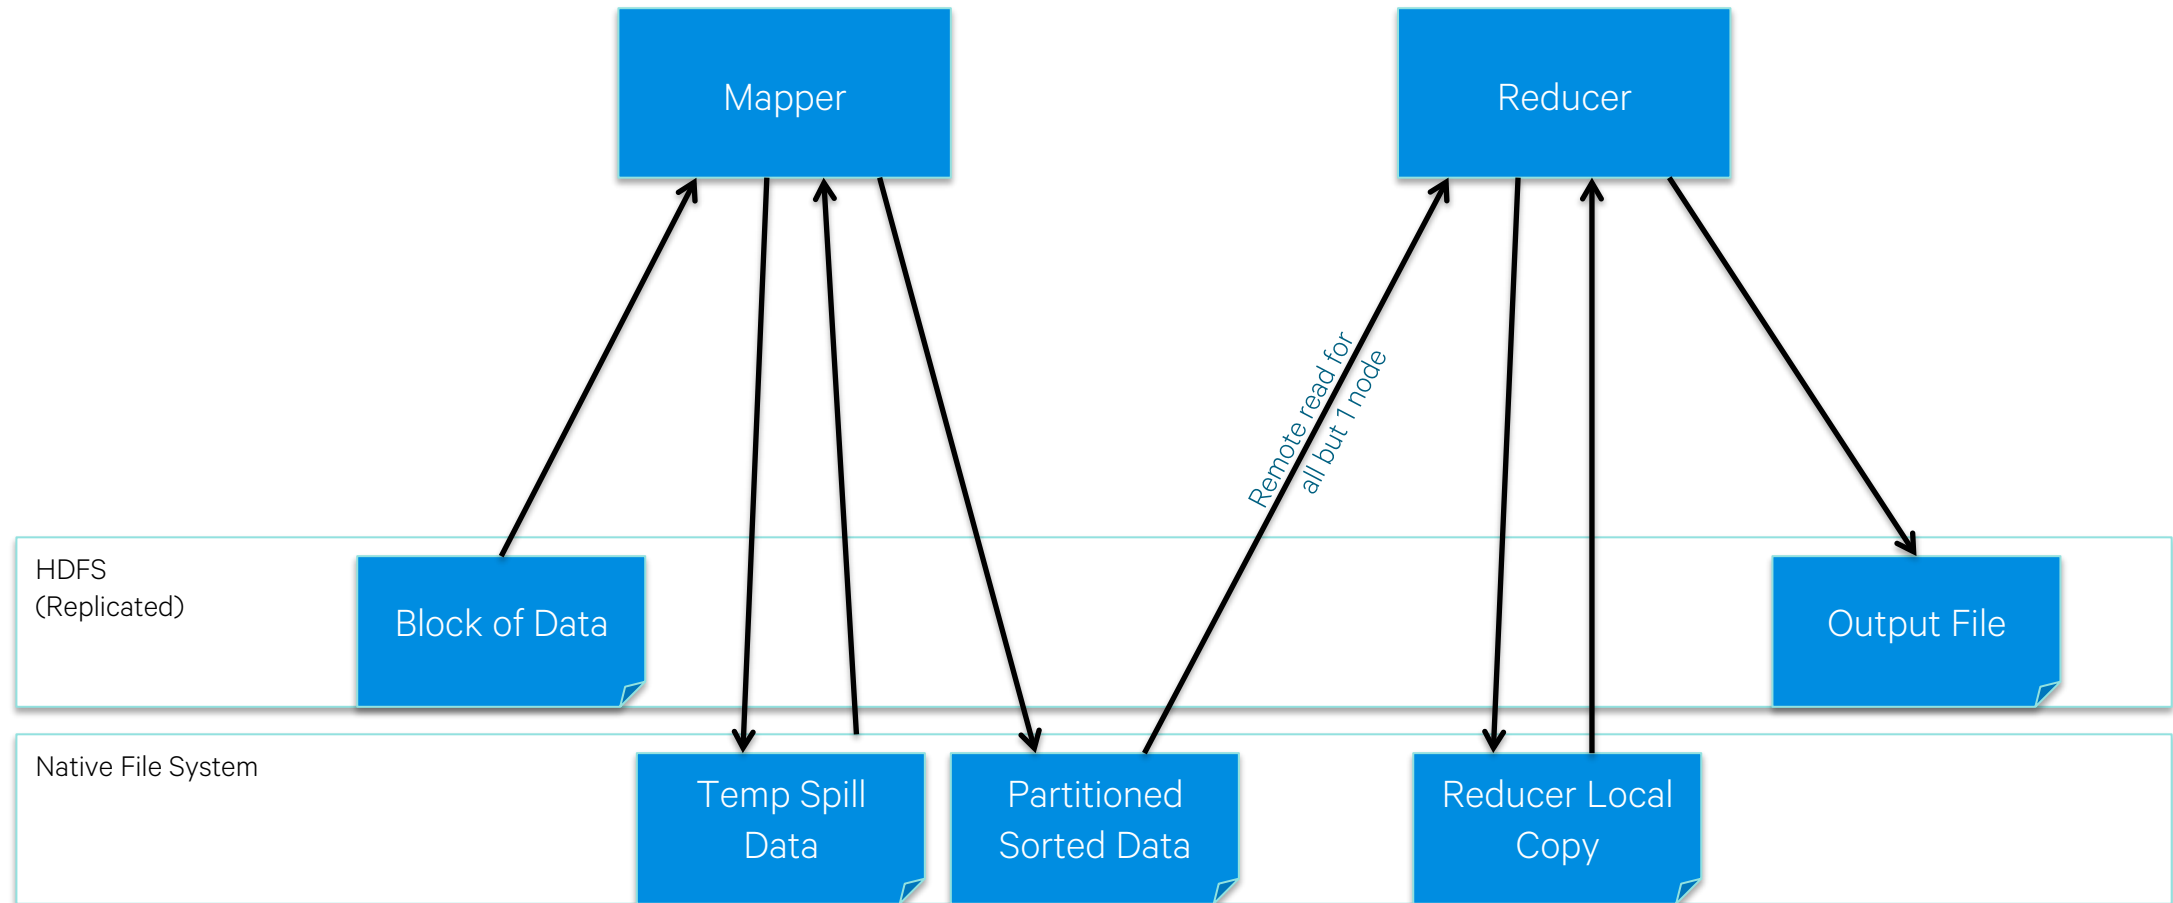 Mapper
Reducer
Remote read for
all but 1 node
HDFS
(Replicated)
Block of Data
Output File
Native File System
Temp Spill
Data
Partitioned
Sorted Data
Reducer Local
Copy